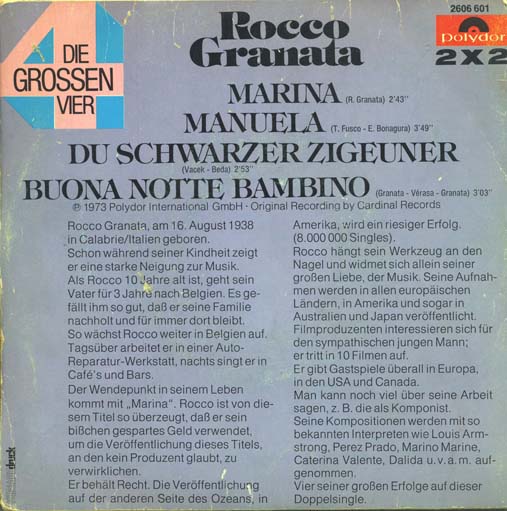 2606 601
polydor
2x2
4
DIE
GROSSEN
VIER
Rocco
Granata
MARINA (R. Granata) 2'43"
MANUELA (T. Fusco - E. Bonagura) 3'49"
DU SCHWARZER ZIGEUNER
(Vacek - Beda) 2'53"
BUONA NOTTE BAMBINO (Granata - Vérasa - Granata) 3'03"
℗ 1973 Polydor International GmbH · Original Recording by Cardinal Records
Rocco Granata, am 16. August 1938
in Calabrie/Italien geboren.
Schon während seiner Kindheit zeigt
er eine starke Neigung zur Musik.
Als Rocco 10 Jahre alt ist, geht sein
Vater für 3 Jahre nach Belgien. Es ge-
fällt ihm so gut, daß er seine Familie
nachholt und für immer dort bleibt.
So wächst Rocco weiter in Belgien auf.
Tagsüber arbeitet er in einer Auto-
Reparatur-Werkstatt, nachts singt er in
Café's und Bars.
Der Wendepunkt in seinem Leben
kommt mit „Marina". Rocco ist von die-
sem Titel so überzeugt, daß er sein
bißchen gespartes Geld verwendet,
um die Veröffentlichung dieses Titels,
an den kein Produzent glaubt, zu
verwirklichen.
Er behält Recht. Die Veröffentlichung
auf der anderen Seite des Ozeans, in
Amerika, wird ein riesiger Erfolg.
(8.000 000 Singles).
Rocco hängt sein Werkzeug an den
Nagel und widmet sich allein seiner
großen Liebe, der Musik. Seine Aufnah-
men werden in allen europäischen
Ländern, in Amerika und sogar in
Australien und Japan veröffentlicht.
Filmproduzenten interessieren sich für
den sympathischen jungen Mann;
er tritt in 10 Filmen auf.
Er gibt Gastspiele überall in Europa,
in den USA und Canada.
Man kann noch viel über seine Arbeit
sagen, z. B. die als Komponist.
Seine Kompositionen werden mit so
bekannten Interpreten wie Louis Arm-
strong, Perez Prado, Marino Marine,
Caterina Valente, Dalida u.v.a.m. auf-
genommen.
Vier seiner großen Erfolge auf dieser
Doppelsingle.